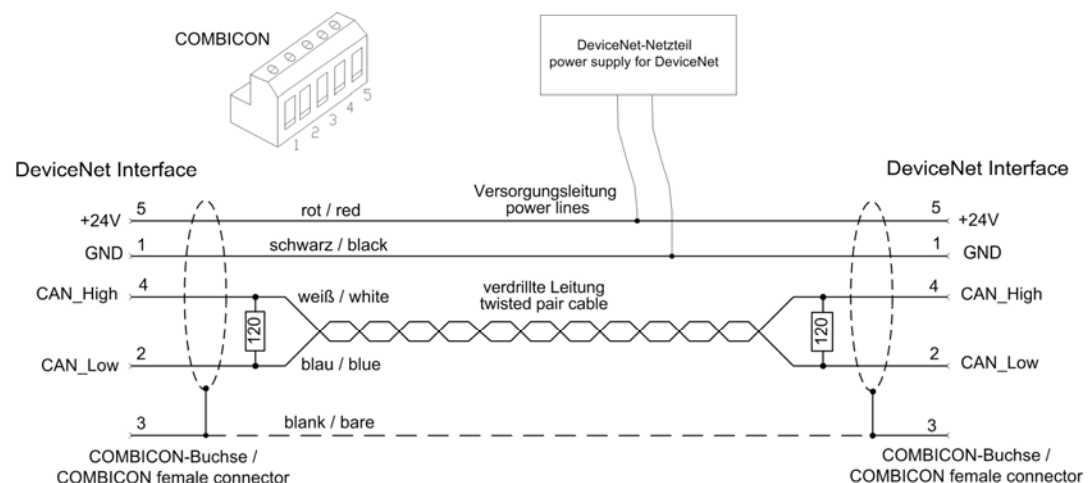 COMBICON
1 2 3 4 5
DeviceNet-Netzteil
power supply for DeviceNet
DeviceNet Interface
DeviceNet Interface
Versorgungsleitung
power lines
+24V 5 rot / red 5 +24V
GND 1 schwarz / black 1 GND
verdrillte Leitung
twisted pair cable
CAN_High 4 weiß / white 4 CAN_High
120 120
CAN_Low 2 blau / blue 2 CAN_Low
3 blank / bare 3
COMBICON-Buchse /
COMBICON female connector
COMBICON-Buchse /
COMBICON female connector